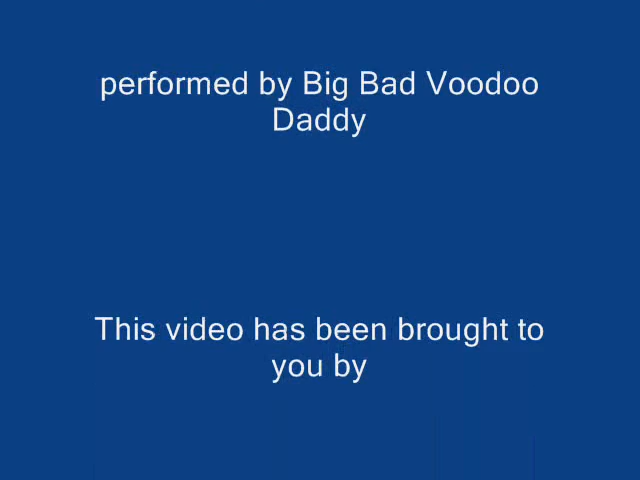 performed by Big Bad Voodoo
Daddy
This video has been brought to
you by